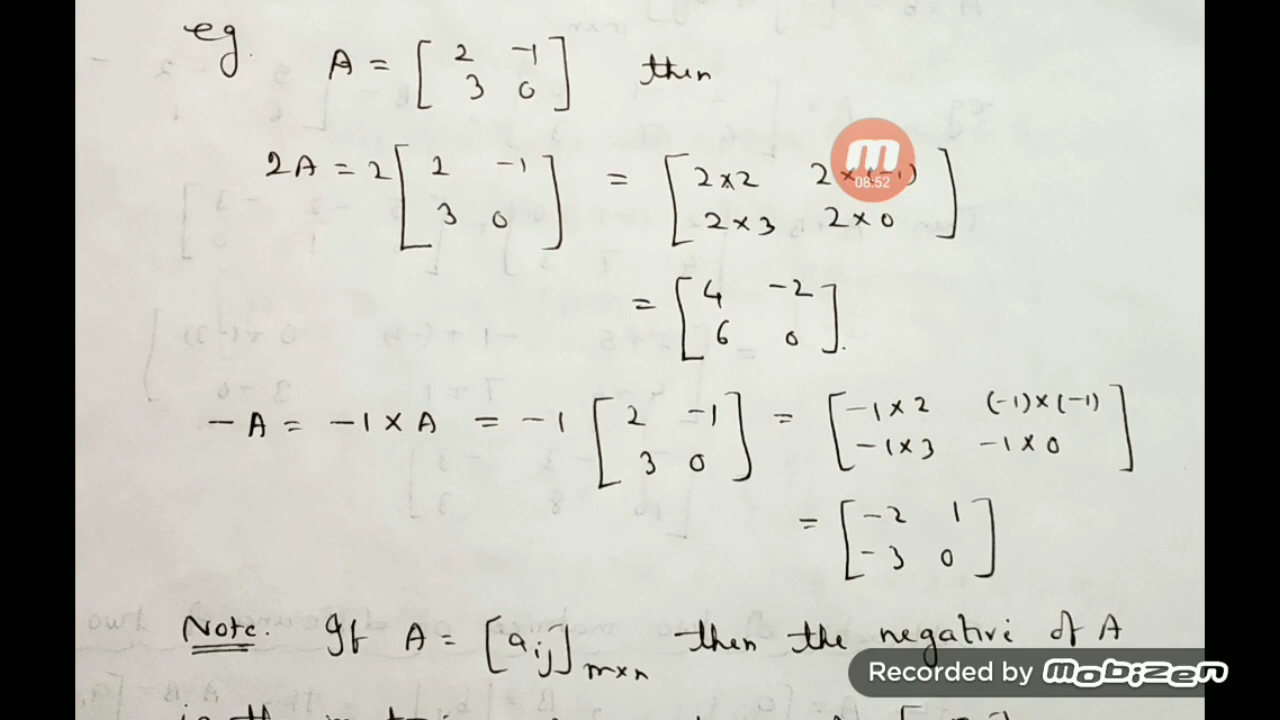 eg. A = [ 2 -1 ] then
[ 3 0 ]
2A = 2 [ 2 -1 ] = [ 2×2 2×(-1) ]
[ 3 0 ] [ 2×3 2×0 ]
08:52
= [ 4 -2 ]
[ 6 0 ].
-A = -1 × A = -1 [ 2 -1 ] = [ -1×2 (-1)×(-1) ]
[ 3 0 ] [ -1×3 -1×0 ]
= [ -2 1 ]
[ -3 0 ]
Note: If A = [aij]m×n then the negative of A
Recorded by mobizen
is the